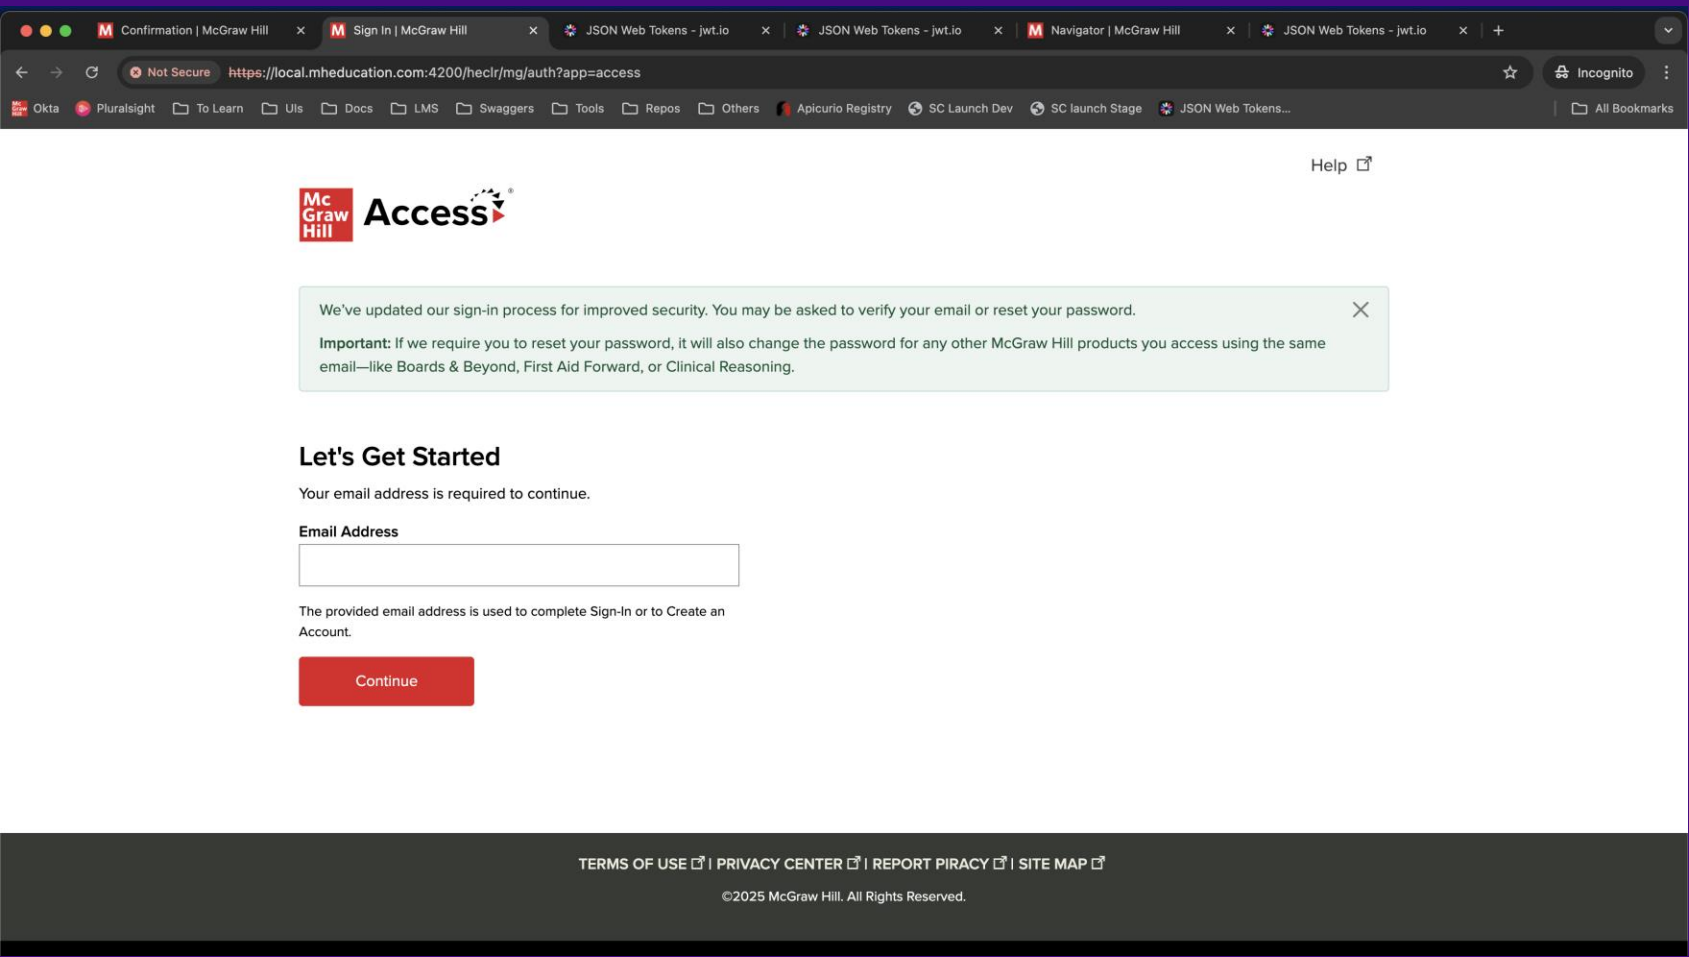 Confirmation | McGraw Hill
Sign In | McGraw Hill
JSON Web Tokens - jwt.io
JSON Web Tokens - jwt.io
Navigator | McGraw Hill
JSON Web Tokens - jwt.io
Not Secure https://local.mheducation.com:4200/heclr/mg/auth?app=access
Incognito
Okta
Pluralsight
To Learn
UIs
Docs
LMS
Swaggers
Tools
Repos
Others
Apicurio Registry
SC Launch Dev
SC launch Stage
JSON Web Tokens...
All Bookmarks
Help
Mc
Graw
Hill
Access®
We've updated our sign-in process for improved security. You may be asked to verify your email or reset your password.
Important: If we require you to reset your password, it will also change the password for any other McGraw Hill products you access using the same
email—like Boards & Beyond, First Aid Forward, or Clinical Reasoning.
Let's Get Started
Your email address is required to continue.
Email Address
The provided email address is used to complete Sign-In or to Create an
Account.
Continue
TERMS OF USE | PRIVACY CENTER | REPORT PIRACY | SITE MAP
©2025 McGraw Hill. All Rights Reserved.